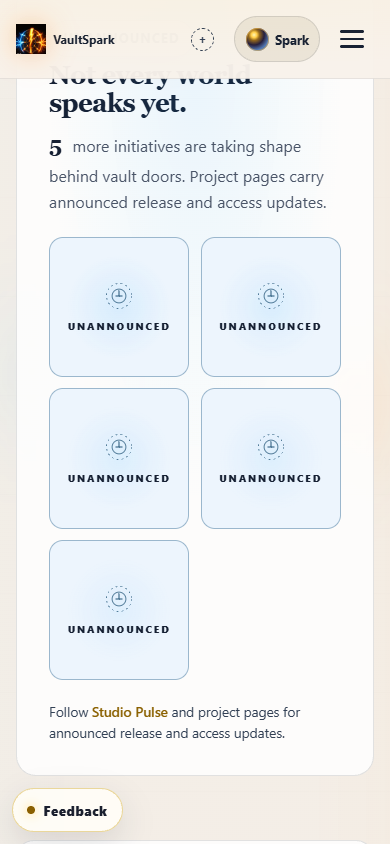 VaultSpark
+
Spark
UNANNOUNCED
Not every world
speaks yet.
5 more initiatives are taking shape
behind vault doors. Project pages carry
announced release and access updates.
UNANNOUNCED
UNANNOUNCED
UNANNOUNCED
UNANNOUNCED
UNANNOUNCED
Follow Studio Pulse and project pages for
announced release and access updates.
Feedback